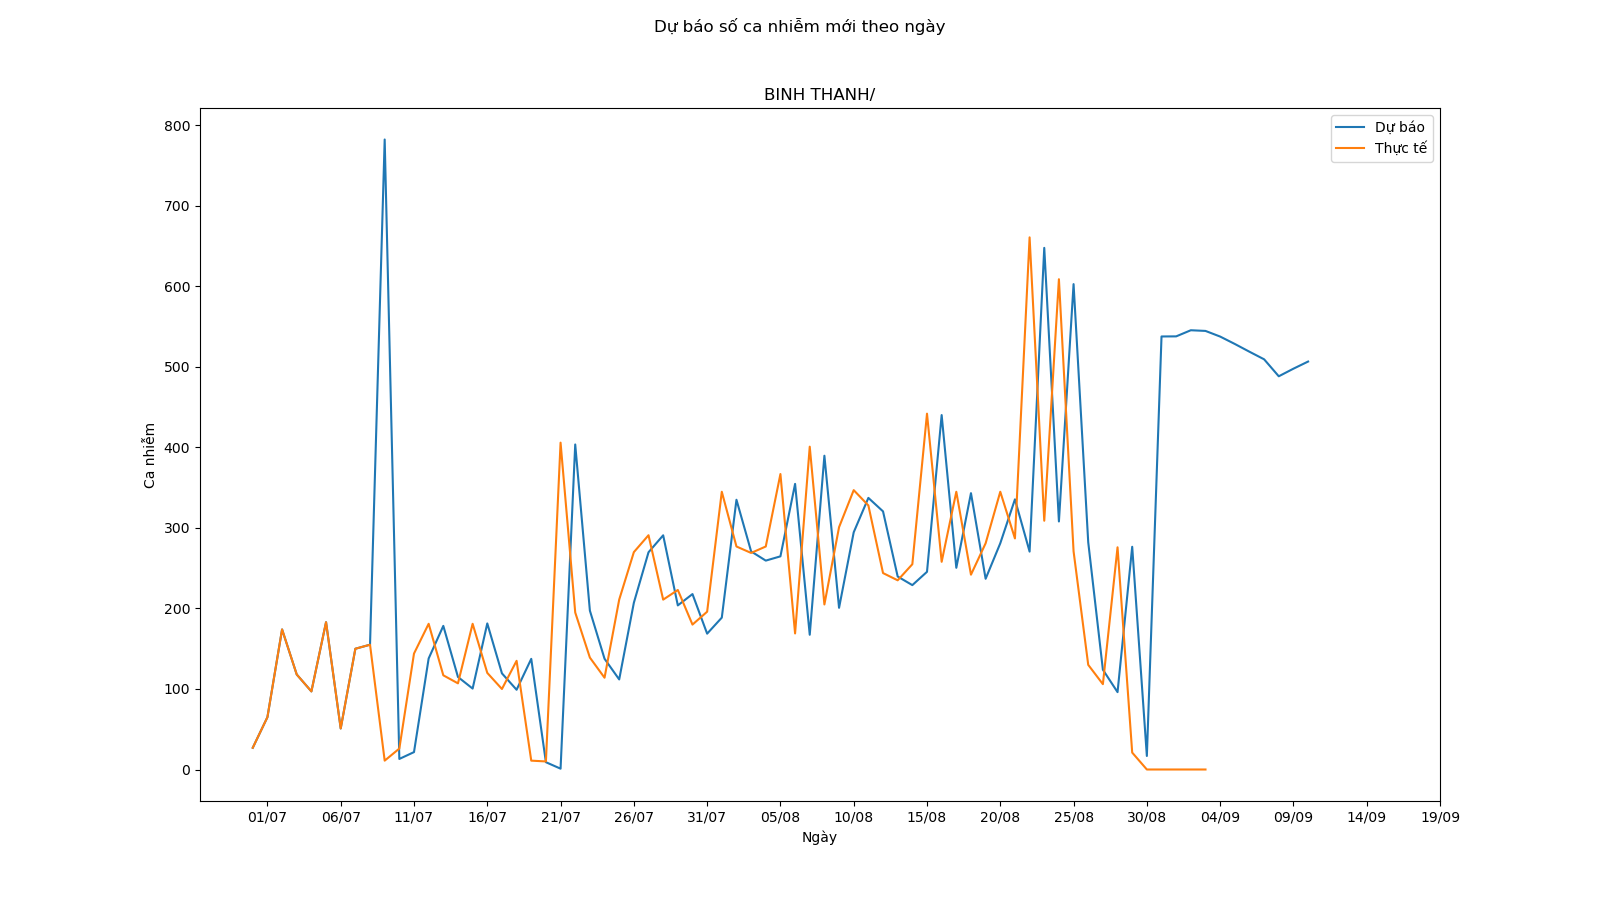 Dự báo số ca nhiễm mới theo ngày
BINH THANH/
Dự báo
Thực tế
800
700
600
500
400
300
200
100
0
Ca nhiễm
01/07 06/07 11/07 16/07 21/07 26/07 31/07 05/08 10/08 15/08 20/08 25/08 30/08 04/09 09/09 14/09 19/09
Ngày